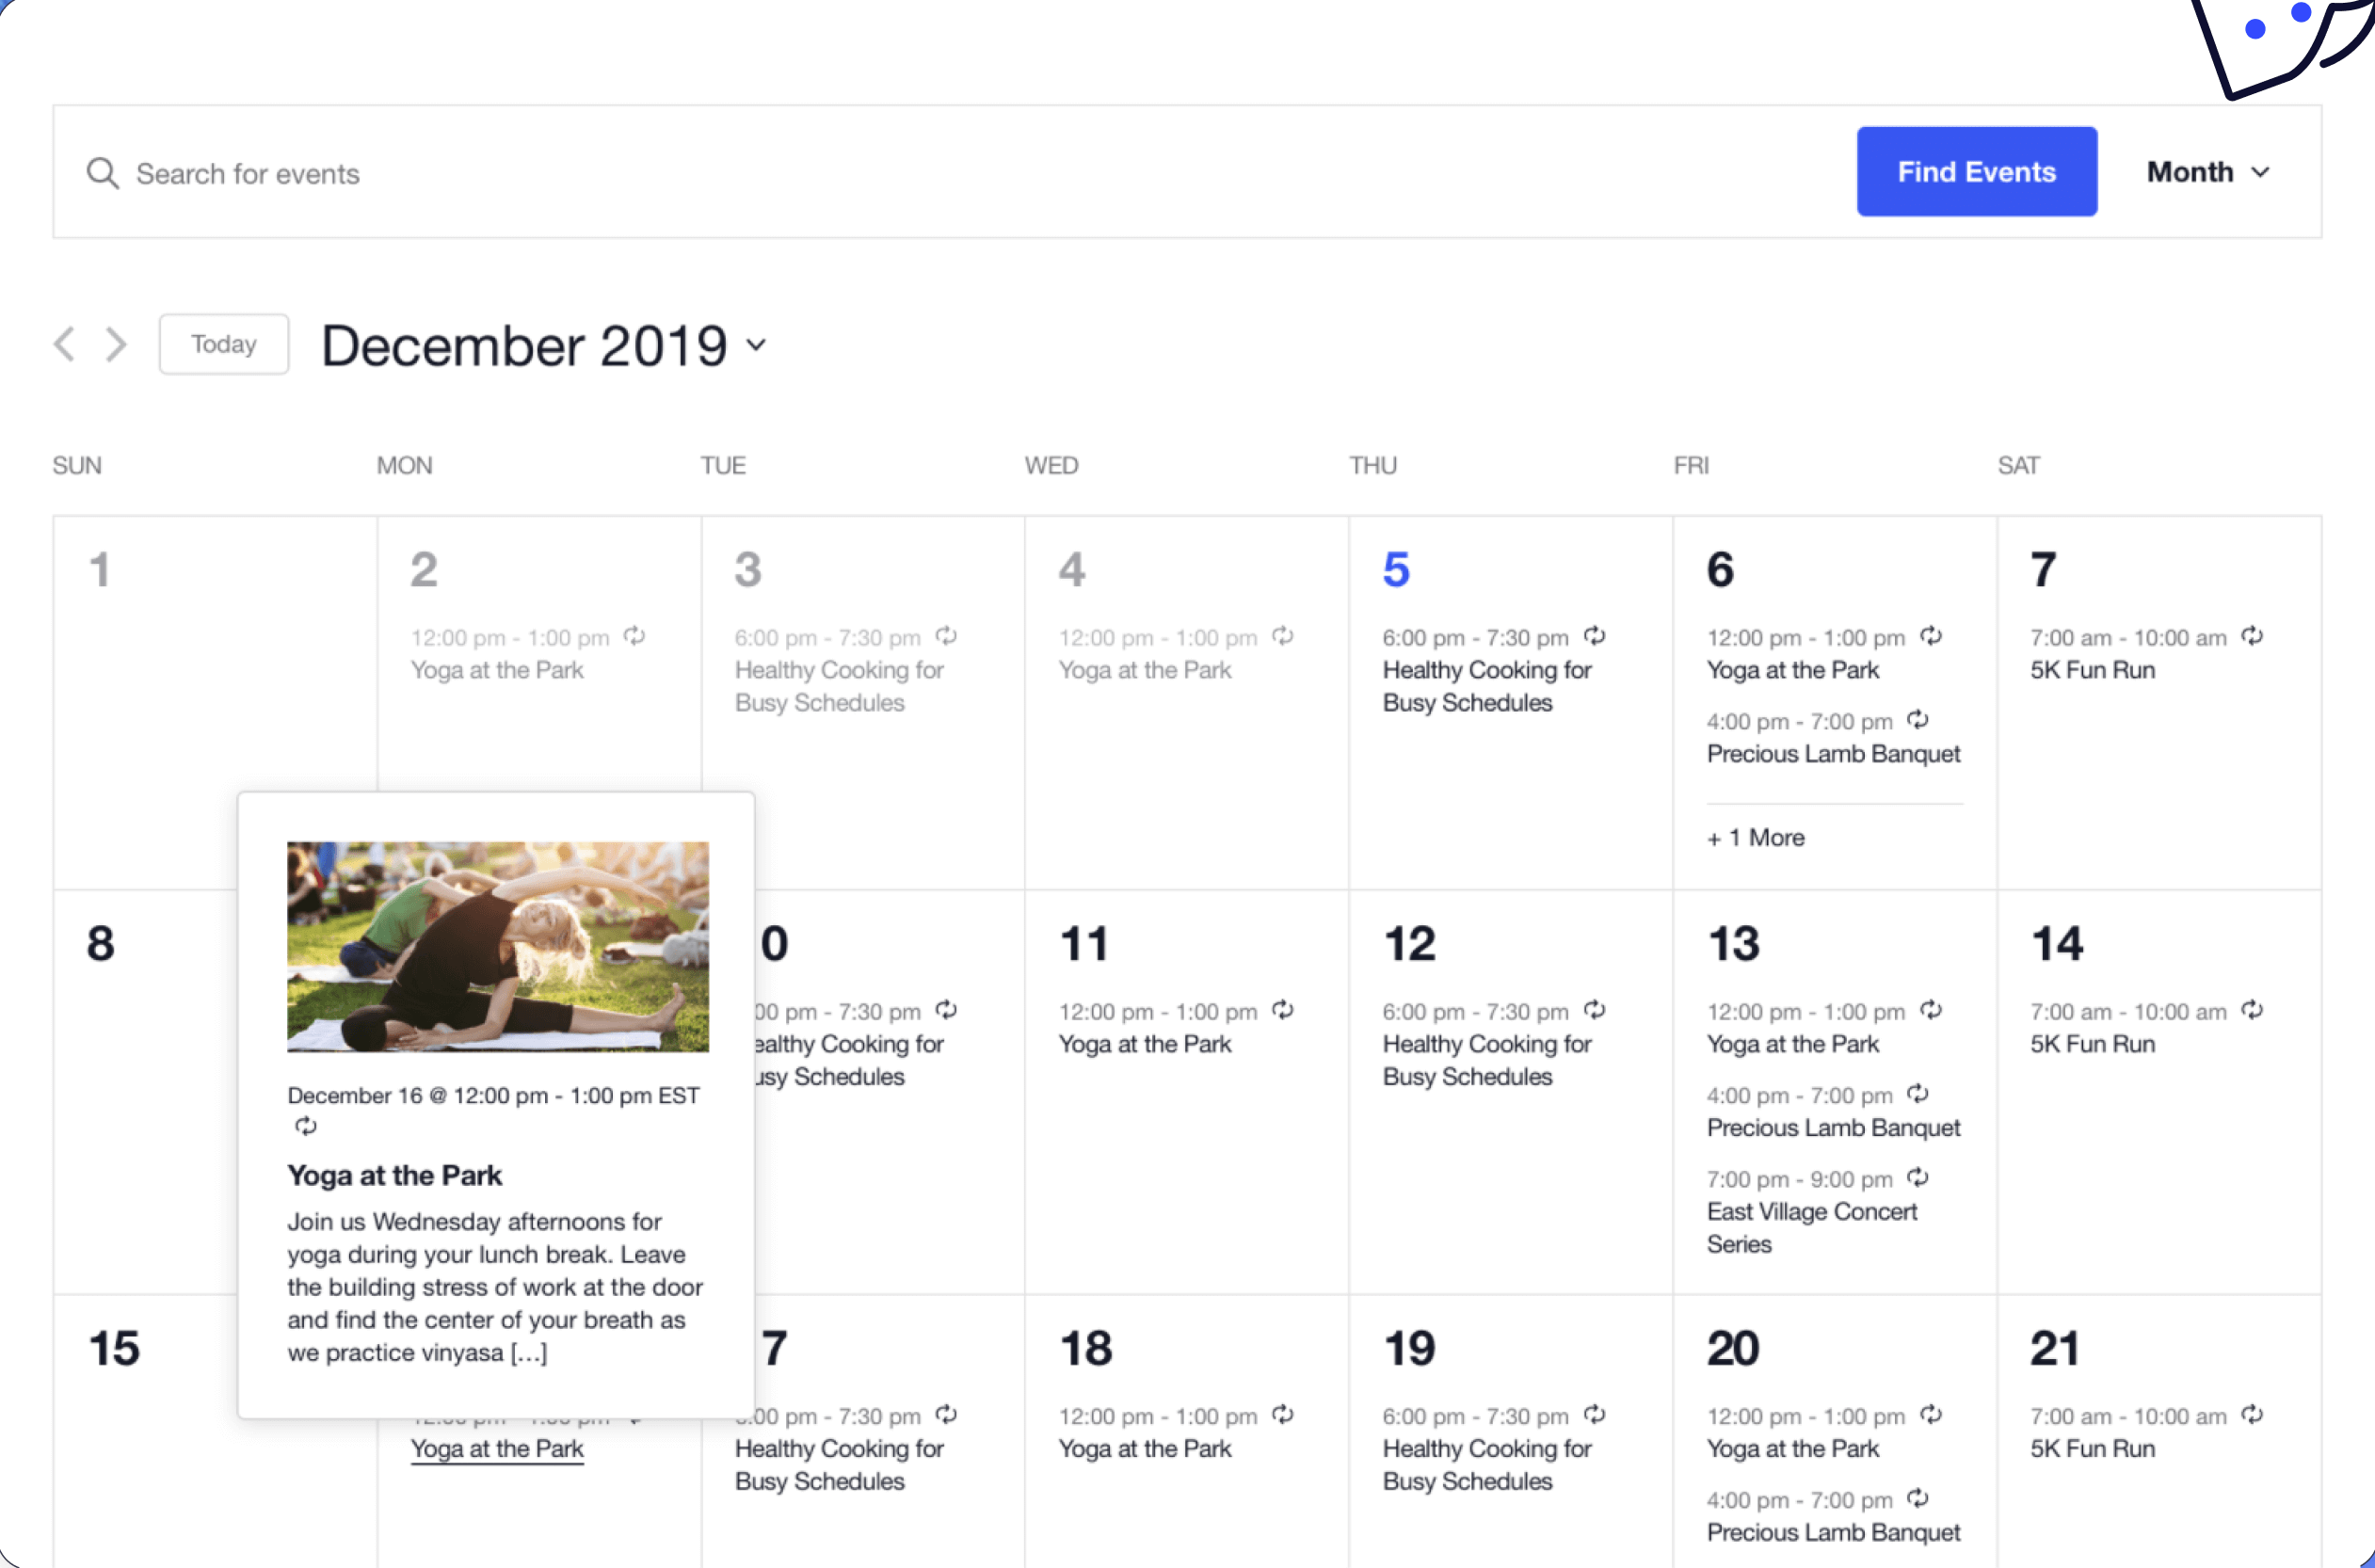 Search for events
Find Events
Month
Today
December 2019
SUN
MON
TUE
WED
THU
FRI
SAT
1
2
12:00 pm - 1:00 pm
Yoga at the Park
3
6:00 pm - 7:30 pm
Healthy Cooking for
Busy Schedules
4
12:00 pm - 1:00 pm
Yoga at the Park
5
6:00 pm - 7:30 pm
Healthy Cooking for
Busy Schedules
6
12:00 pm - 1:00 pm
Yoga at the Park
4:00 pm - 7:00 pm
Precious Lamb Banquet
+ 1 More
7
7:00 am - 10:00 am
5K Fun Run
8
December 16 @ 12:00 pm - 1:00 pm EST
Yoga at the Park
Join us Wednesday afternoons for
yoga during your lunch break. Leave
the building stress of work at the door
and find the center of your breath as
we practice vinyasa [...]
0
00 pm - 7:30 pm
ealthy Cooking for
usy Schedules
11
12:00 pm - 1:00 pm
Yoga at the Park
12
6:00 pm - 7:30 pm
Healthy Cooking for
Busy Schedules
13
12:00 pm - 1:00 pm
Yoga at the Park
4:00 pm - 7:00 pm
Precious Lamb Banquet
7:00 pm - 9:00 pm
East Village Concert
Series
14
7:00 am - 10:00 am
5K Fun Run
15
Yoga at the Park
7
:00 pm - 7:30 pm
Healthy Cooking for
Busy Schedules
18
12:00 pm - 1:00 pm
Yoga at the Park
19
6:00 pm - 7:30 pm
Healthy Cooking for
Busy Schedules
20
12:00 pm - 1:00 pm
Yoga at the Park
4:00 pm - 7:00 pm
Precious Lamb Banquet
21
7:00 am - 10:00 am
5K Fun Run